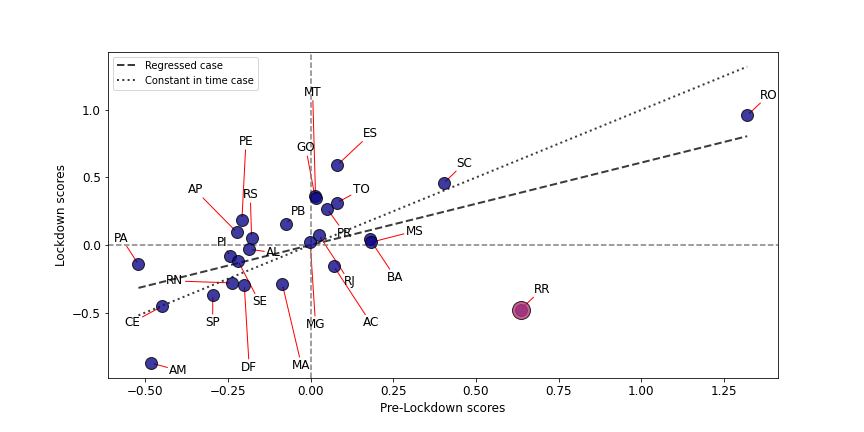 Regressed case
Constant in time case
MT
RO
PE
ES
GO
SC
AP
RS
TO
PB
PA
PI
PR
MS
AL
RN
RJ
BA
RR
SE
CE
SP
MG
AC
AM
DF
MA
1.0
0.5
0.0
−0.5
−0.50
−0.25
0.00
0.25
0.50
0.75
1.00
1.25
Lockdown scores
Pre-Lockdown scores